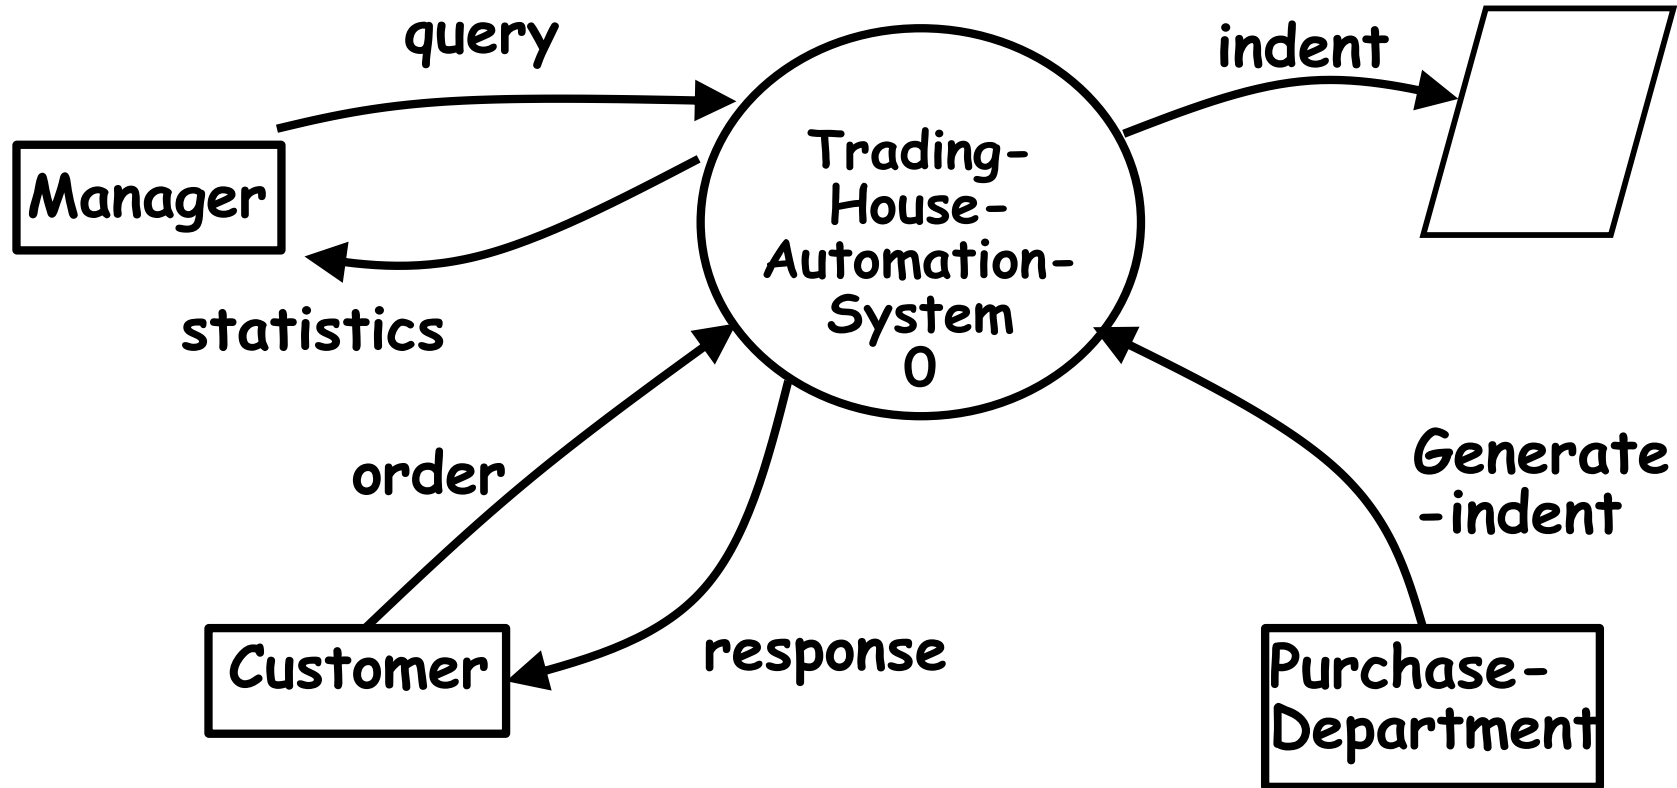 query
indent
Manager
Trading-
House-
Automation-
System
0
statistics
order
Generate
-indent
response
Customer
Purchase-
Department